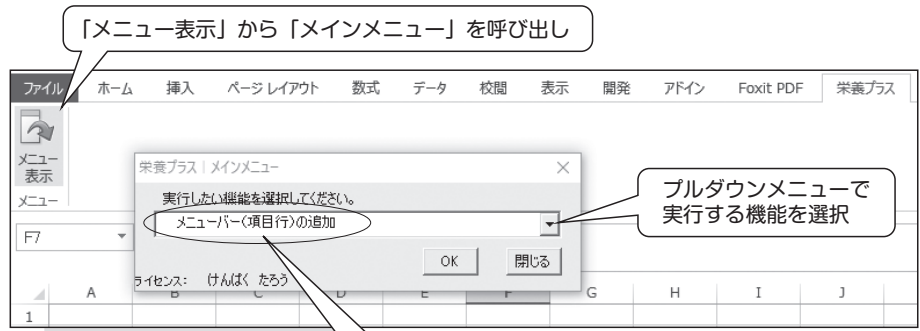 「メニュー表示」から「メインメニュー」を呼び出し
ファイル ホーム 挿入 ページ レイアウト 数式 データ 校閲 表示 開発 アドイン Foxit PDF 栄養プラス
メニュー
表示
メニュー
栄養プラス | メインメニュー
実行したい機能を選択してください。
メニューバー(項目行)の追加
プルダウンメニューで
実行する機能を選択
F7
OK 閉じる
ライセンス: けんぱく たろう
A B C D E F G H I J
1